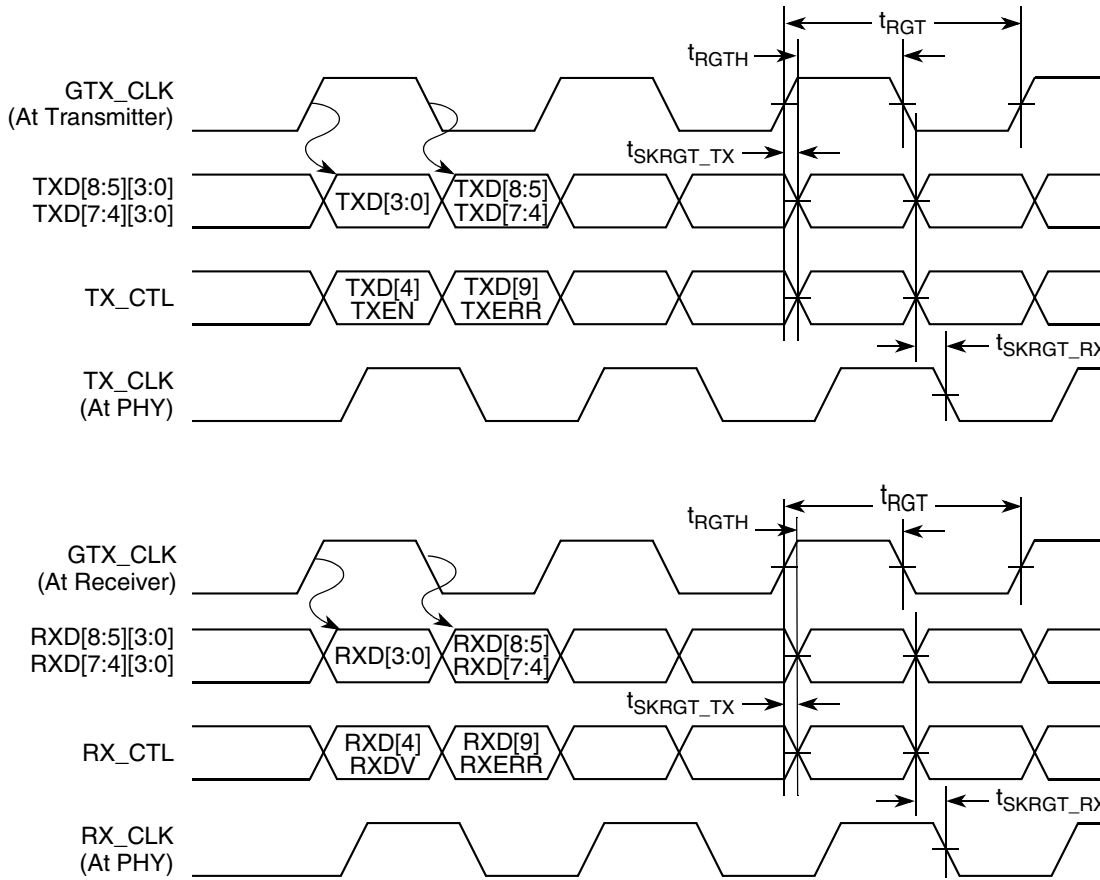 tRGT
tRGTH
GTX_CLK
(At Transmitter)
tSKRGT_TX
TXD[8:5][3:0]
TXD[7:4][3:0]
TXD[3:0]
TXD[8:5]
TXD[7:4]
TX_CTL
TXD[4]
TXEN
TXD[9]
TXERR
tSKRGT_RX
TX_CLK
(At PHY)
tRGT
tRGTH
GTX_CLK
(At Receiver)
RXD[8:5][3:0]
RXD[7:4][3:0]
RXD[3:0]
RXD[8:5]
RXD[7:4]
tSKRGT_TX
RX_CTL
RXD[4]
RXDV
RXD[9]
RXERR
tSKRGT_RX
RX_CLK
(At PHY)